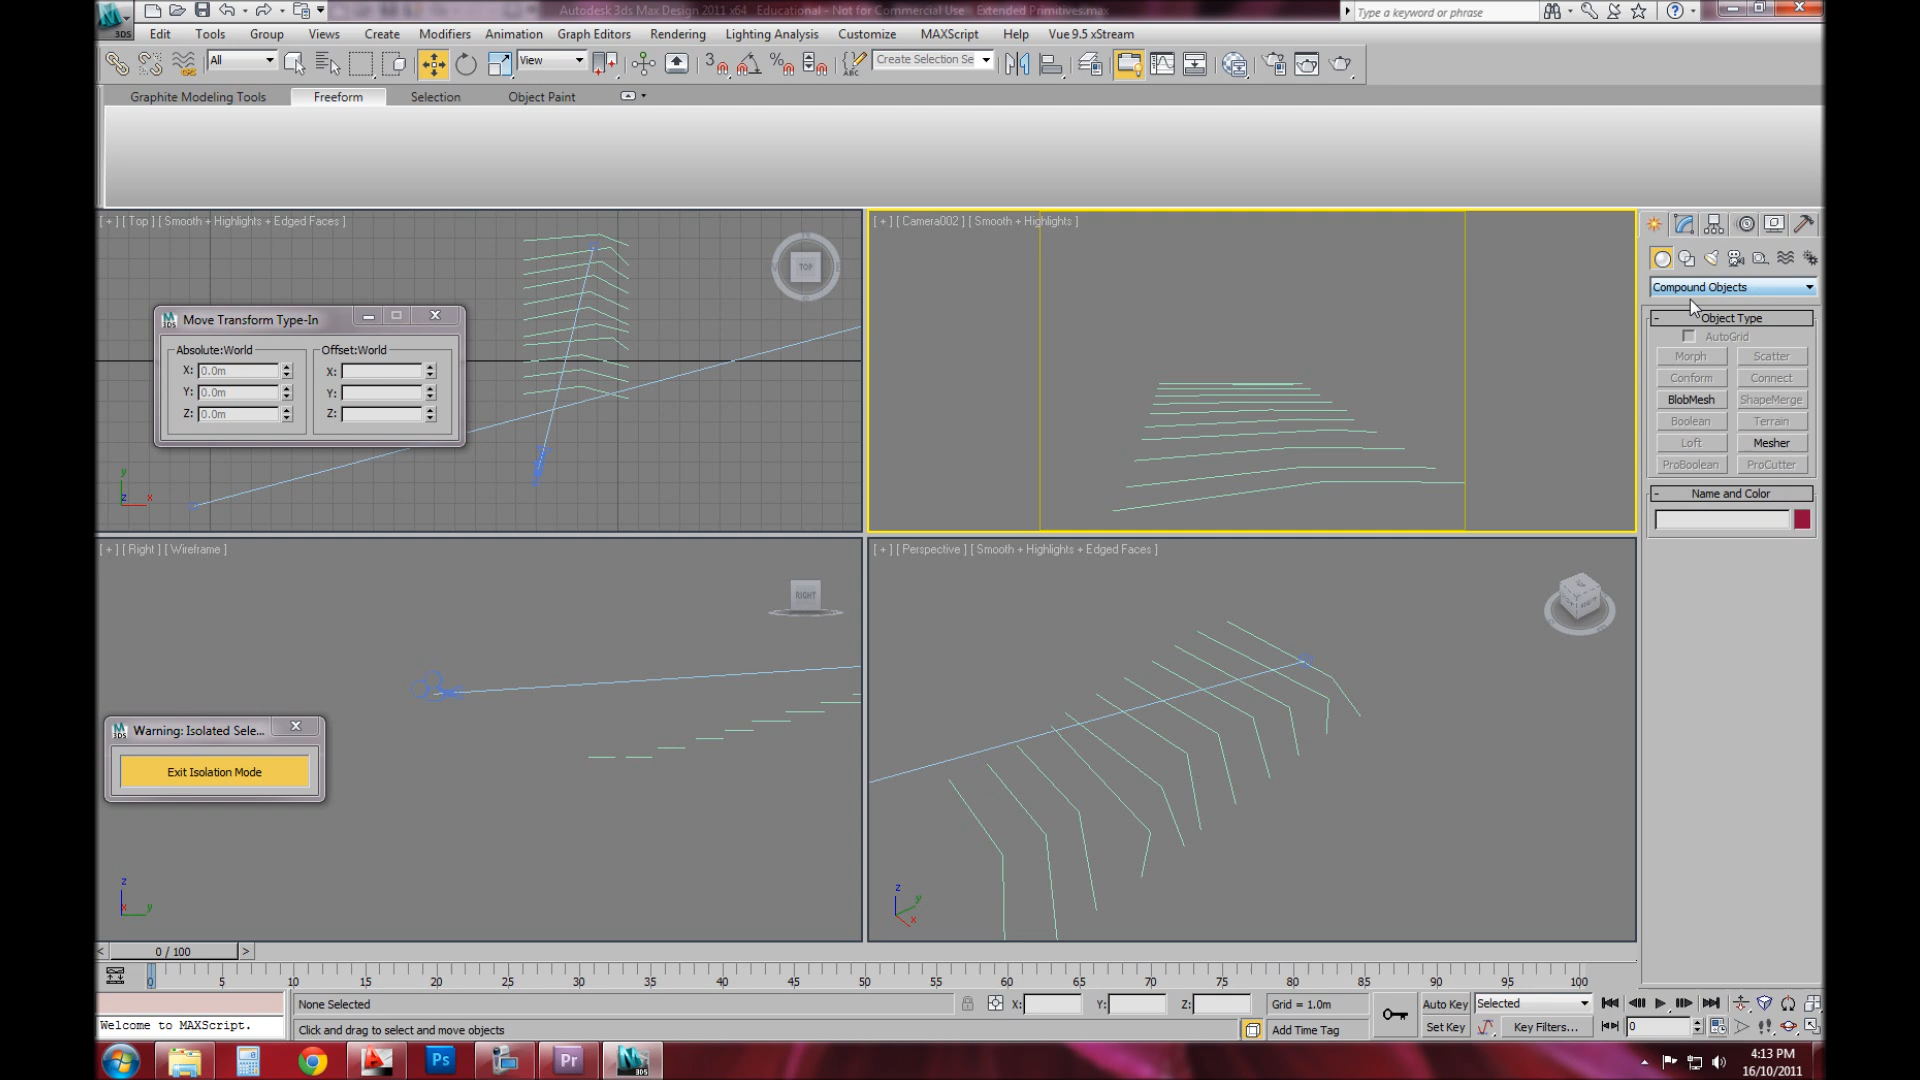 Autodesk 3ds Max Design 2011 x64 Educational - Not for Commercial Use Extended Primitives.max
Type a keyword or phrase
3DS
Edit Tools Group Views Create Modifiers Animation Graph Editors Rendering Lighting Analysis Customize MAXScript Help Vue 9.5 xStream
All
View
3
Create Selection Se
Graphite Modeling Tools Freeform Selection Object Paint
[ + ] [ Top ] [ Smooth + Highlights + Edged Faces ]
TOP
[ + ] [ Camera002 ] [ Smooth + Highlights ]
Compound Objects
- Object Type
AutoGrid
Morph Scatter
Conform Connect
BlobMesh ShapeMerge
Boolean Terrain
Loft Mesher
ProBoolean ProCutter
- Name and Color
Move Transform Type-In
Absolute:World Offset:World
X: 0.0m X:
Y: 0.0m Y:
Z: 0.0m Z:
y
z x
[ + ] [ Right ] [ Wireframe ]
RIGHT
[ + ] [ Perspective ] [ Smooth + Highlights + Edged Faces ]
Warning: Isolated Sele...
Exit Isolation Mode
z
x y
z
y
x
< 0 / 100 >
0 5 10 15 20 25 30 35 40 45 50 55 60 65 70 75 80 85 90 95 100
None Selected X: Y: Z: Grid = 1.0m Auto Key Selected
Welcome to MAXScript. Click and drag to select and move objects Add Time Tag Set Key Key Filters... 0
Ps Pr
4:13 PM
16/10/2011